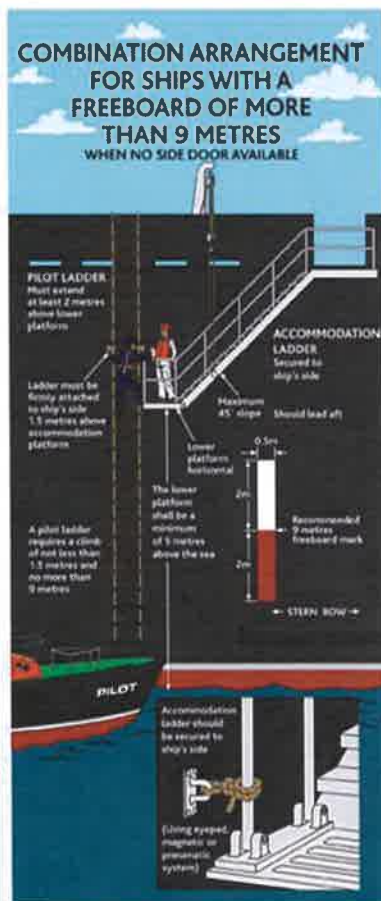 COMBINATION ARRANGEMENT
FOR SHIPS WITH A
FREEBOARD OF MORE
THAN 9 METRES
WHEN NO SIDE DOOR AVAILABLE
PILOT LADDER
Must extend
at least 2 metres
above lower
platform
Ladder must be
firmly attached
to ship's side
1.5 metres above
accommodation
platform
ACCOMMODATION
LADDER
Secured to
ship's side
Maximum
45° slope
Should lead aft
Lower
platform
horizontal
0.5m
2m
2m
Recommended
9 metres
freeboard mark
The lower
platform
shall be a
minimum
of 5 metres
above the sea
A pilot ladder
requires a climb
of not less than
1.5 metres and
no more than
9 metres
← STERN BOW →
PILOT
Accommodation
ladder should
be secured to
ship's side
(Using eyepad,
magnetic or
pneumatic
system)